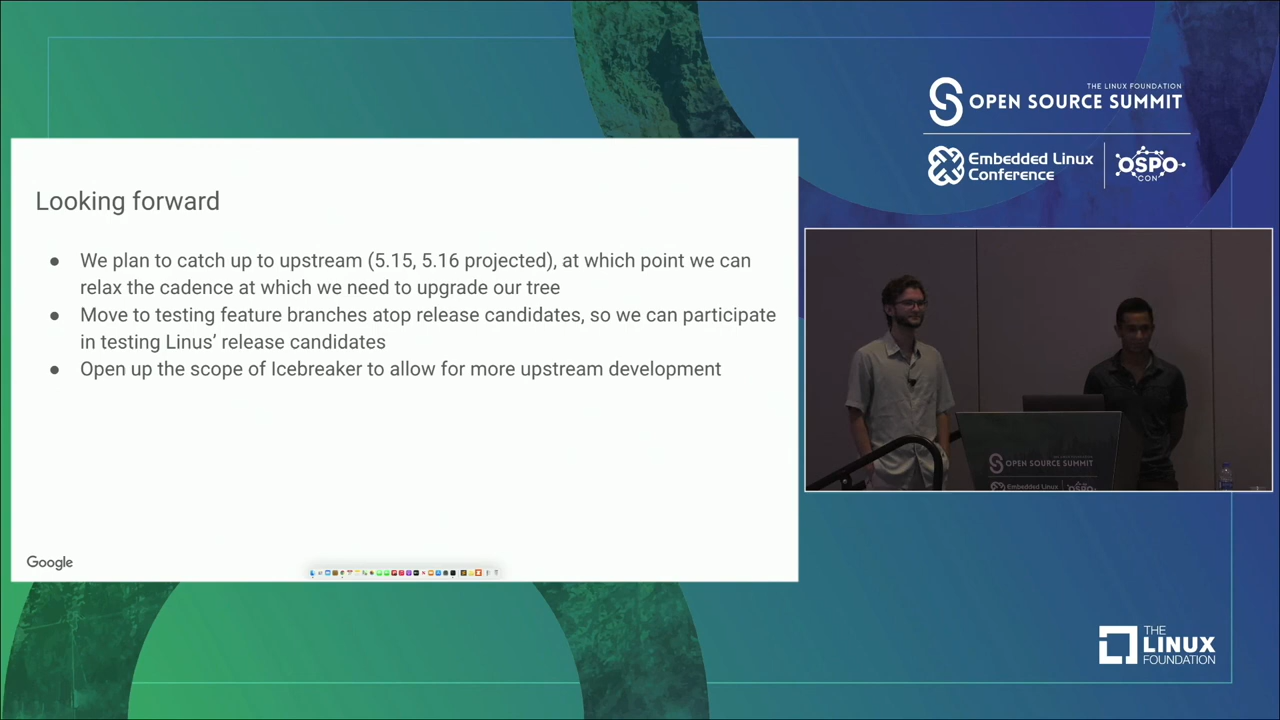 THE LINUX FOUNDATION
OPEN SOURCE SUMMIT
Embedded Linux
Conference
OSPO
CON
Looking forward
● We plan to catch up to upstream (5.15, 5.16 projected), at which point we can
relax the cadence at which we need to upgrade our tree
● Move to testing feature branches atop release candidates, so we can participate
in testing Linus’ release candidates
● Open up the scope of Icebreaker to allow for more upstream development
Google
OPEN SOURCE SUMMIT
Embedded Linux
OSPO
THE
LINUX
FOUNDATION